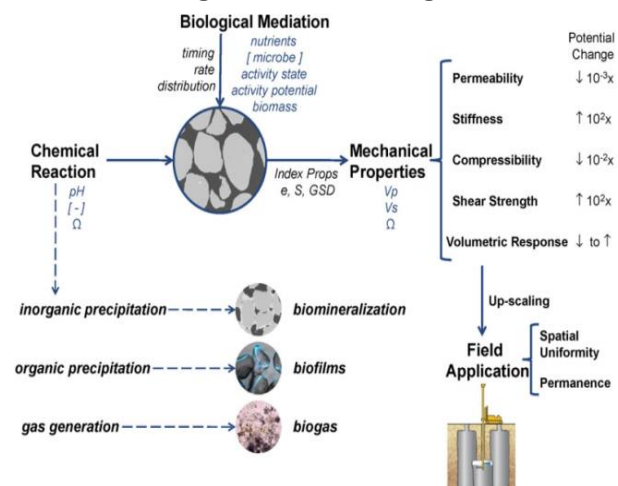 Biological Mediation
timing
rate
distribution
nutrients
[ microbe ]
activity state
activity potential
biomass
Chemical
Reaction
pH
[ - ]
Ω
Index Props
e, S, GSD
Mechanical
Properties
Vp
Vs
Ω
Potential
Change
Permeability ↓ 10⁻³x
Stiffness ↑ 10²x
Compressibility ↓ 10⁻²x
Shear Strength ↑ 10²x
Volumetric Response ↓ to ↑
Up-scaling
Field
Application
Spatial
Uniformity
Permanence
inorganic precipitation biomineralization
organic precipitation biofilms
gas generation biogas